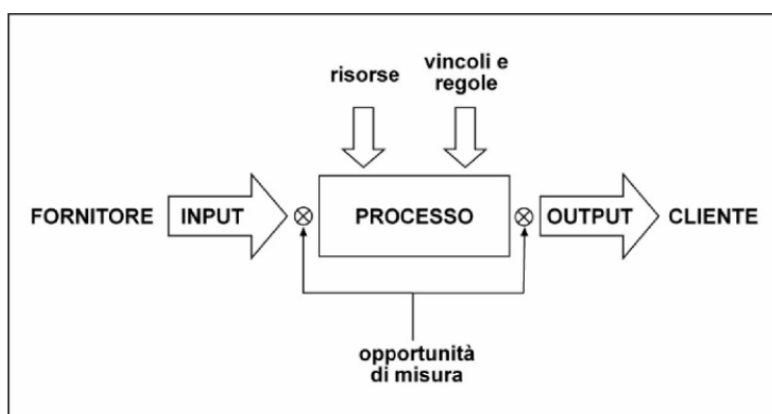 risorse
vincoli e
regole
FORNITORE
INPUT
PROCESSO
OUTPUT
CLIENTE
opportunità
di misura